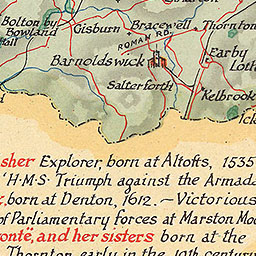 Bolton by
Bowland
Gisburn
Bracewell
Thornton
ROMAN RD.
Barnoldswick
Earby
Salterforth
Kelbrook
sher Explorer, born at Altofts, 1535
'H·M·S· Triumph against the Armada
born at Denton, 1612. — Victorious
of Parliamentary forces at Marston Moo
ontë, and her sisters born at the
Thornton early in the 19th century